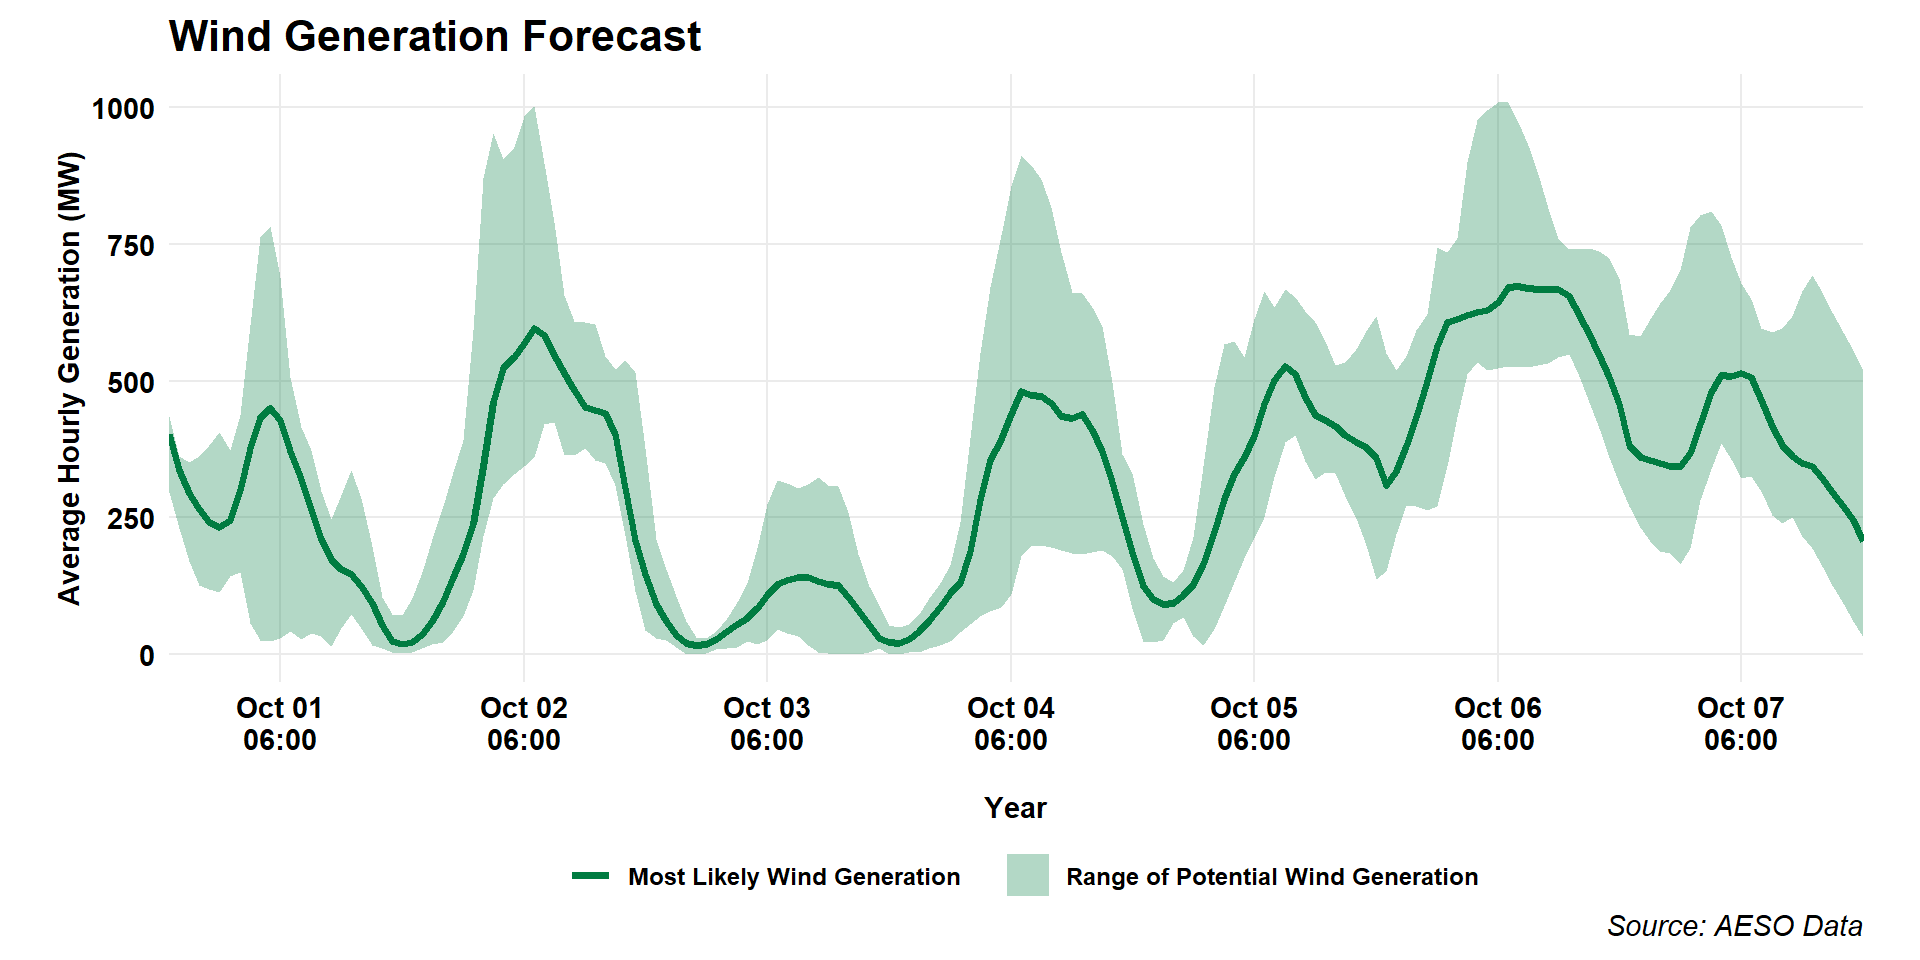 Wind Generation Forecast
Average Hourly Generation (MW)
1000
750
500
250
0
Oct 01
06:00
Oct 02
06:00
Oct 03
06:00
Oct 04
06:00
Oct 05
06:00
Oct 06
06:00
Oct 07
06:00
Year
Most Likely Wind Generation
Range of Potential Wind Generation
Source: AESO Data